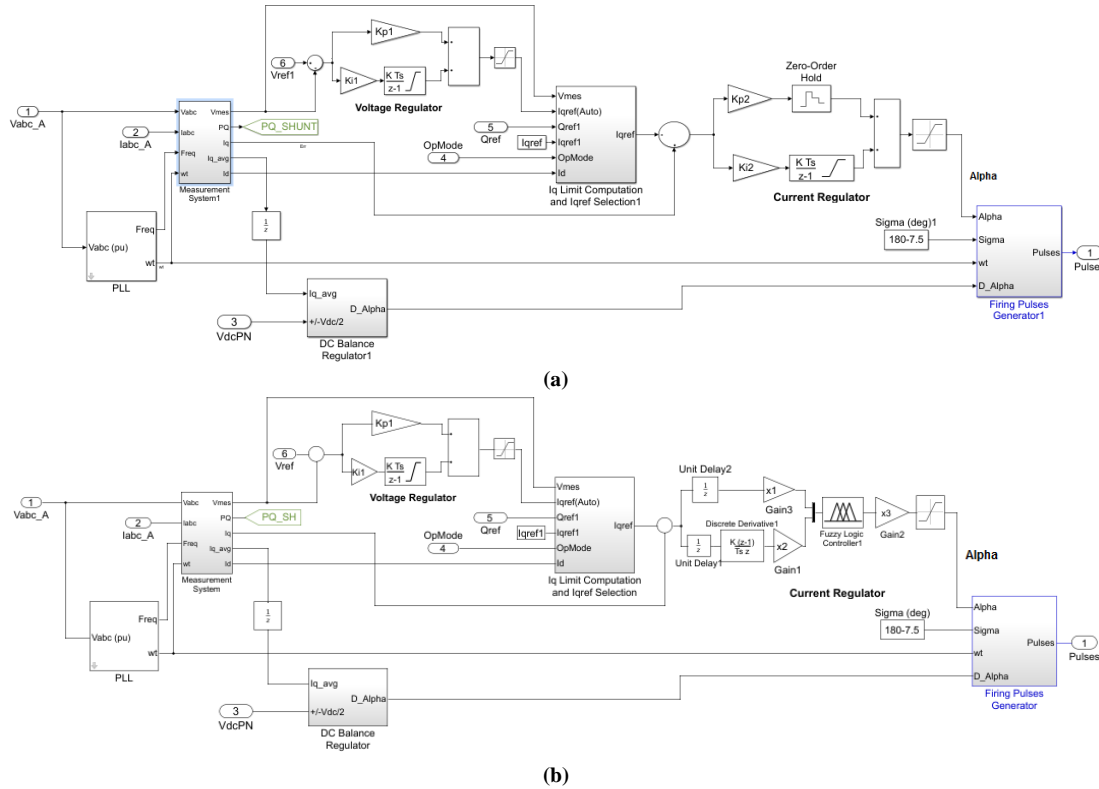 1
Vabc_A
2
Iabc_A
Vabc
Iabc
Freq
wt
Vmes
PQ
Iq
Iq_avg
Id
Measurement
System1
PQ_SHUNT
6
Vref1
Kp1
Ki1
K Ts
z-1
Voltage Regulator
5
Qref
Iqref
OpMode
4
Vmes
Iqref(Auto)
Qref1
Iqref1
OpMode
Id
Iqref
Iq Limit Computation
and Iqref Selection1
Zero-Order
Hold
Kp2
Ki2
K Ts
z-1
Current Regulator
Alpha
Sigma (deg)1
180-7.5
Alpha
Sigma
wt
D_Alpha
Pulses
1
Pulse
Firing Pulses
Generator1
Vabc (pu)
Freq
wt
wt
PLL
1
z
3
VdcPN
Iq_avg
+/-Vdc/2
D_Alpha
DC Balance
Regulator1
(a)
1
Vabc_A
2
Iabc_A
Vabc
Iabc
Freq
wt
Vmes
PQ
Iq
Iq_avg
Id
Measurement
System
PQ_SH
6
Vref
Kp1
Ki1
K Ts
z-1
Voltage Regulator
5
Qref
Iqref1
OpMode
4
Vmes
Iqref(Auto)
Qref1
Iqref1
OpMode
Id
Iqref
Iq Limit Computation
and Iqref Selection
Unit Delay2
1
z
x1
Gain3
1
z
Unit Delay1
Discrete Derivative1
K (z-1)
Ts z
x2
Gain1
Fuzzy Logic
Controller1
x3
Gain2
Current Regulator
Alpha
Sigma (deg)
180-7.5
Alpha
Sigma
wt
D_Alpha
Pulses
1
Pulses
Firing Pulses
Generator
Vabc (pu)
Freq
wt
PLL
1
z
3
VdcPN
Iq_avg
+/-Vdc/2
D_Alpha
DC Balance
Regulator
(b)